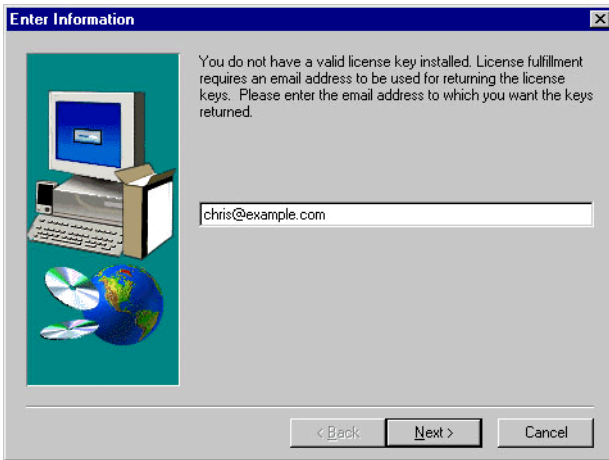 Enter Information
You do not have a valid license key installed. License fulfillment
requires an email address to be used for returning the license
keys. Please enter the email address to which you want the keys
returned.
chris@example.com
< Back
Next >
Cancel